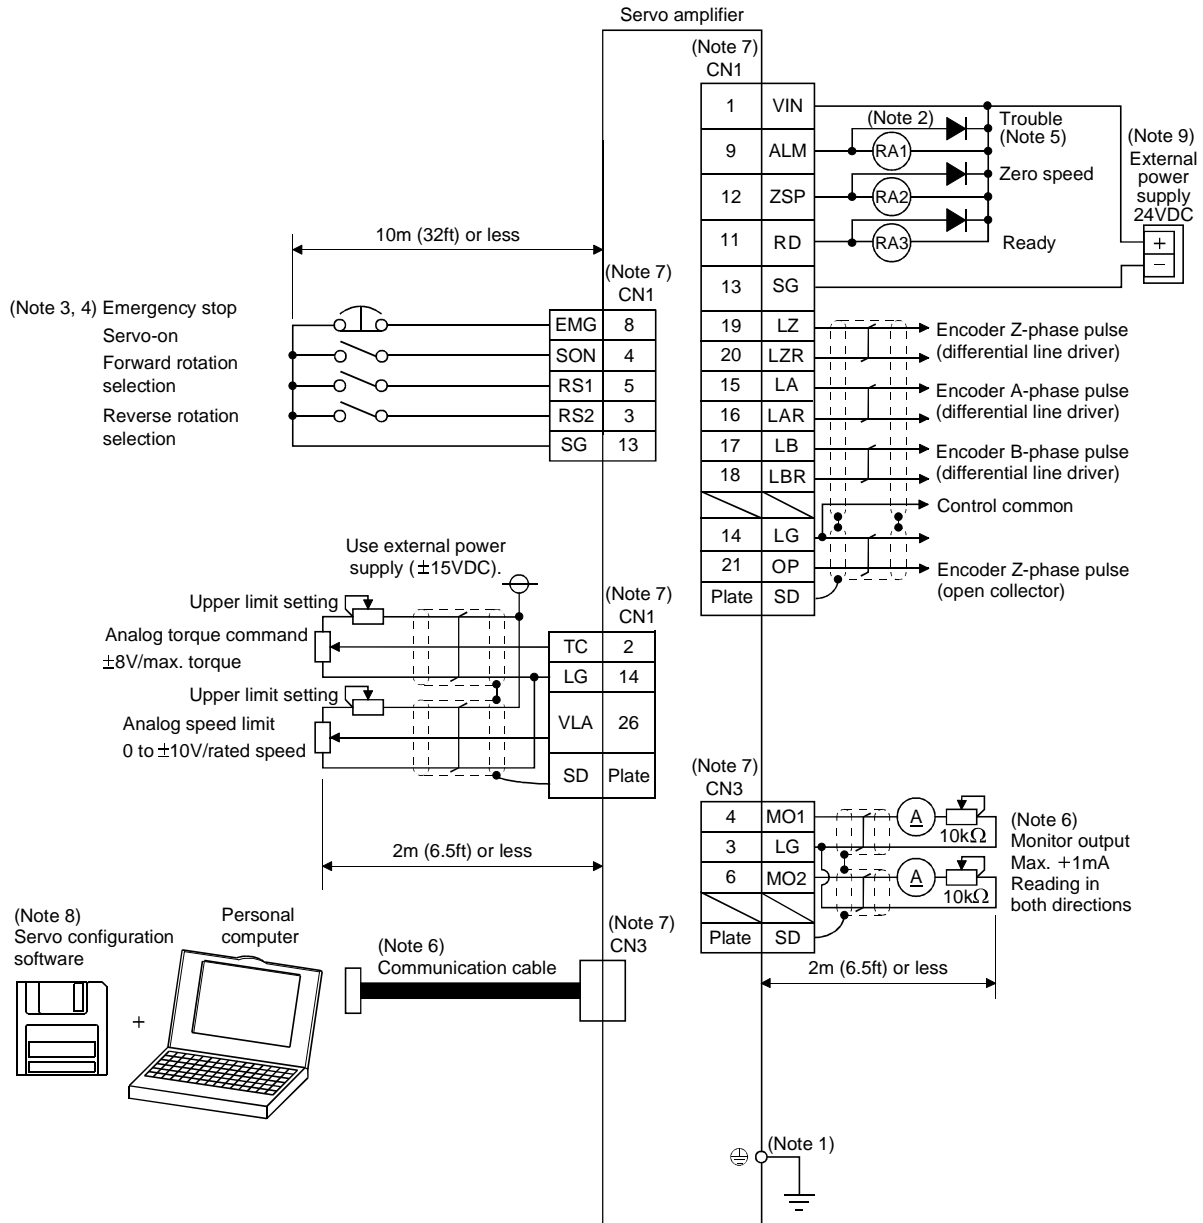 Servo amplifier
(Note 7)
CN1
1 VIN
9 ALM
12 ZSP
11 RD
13 SG
19 LZ
20 LZR
15 LA
16 LAR
17 LB
18 LBR
14 LG
21 OP
Plate SD
(Note 2)
RA1
RA2
RA3
Trouble
(Note 5)
Zero speed
Ready
(Note 9)
External
power
supply
24VDC
+
−
Encoder Z-phase pulse
(differential line driver)
Encoder A-phase pulse
(differential line driver)
Encoder B-phase pulse
(differential line driver)
Control common
Encoder Z-phase pulse
(open collector)
10m (32ft) or less
(Note 7)
CN1
(Note 3, 4) Emergency stop
Servo-on
Forward rotation
selection
Reverse rotation
selection
EMG 8
SON 4
RS1 5
RS2 3
SG 13
Use external power
supply (±15VDC).
(Note 7)
CN1
Upper limit setting
Analog torque command
±8V/max. torque
Upper limit setting
Analog speed limit
0 to ±10V/rated speed
TC 2
LG 14
VLA 26
SD Plate
2m (6.5ft) or less
(Note 7)
CN3
4 MO1
3 LG
6 MO2
Plate SD
A
10kΩ
A
10kΩ
(Note 6)
Monitor output
Max. +1mA
Reading in
both directions
2m (6.5ft) or less
(Note 8)
Servo configuration
software
+
Personal
computer
(Note 6)
Communication cable
(Note 7)
CN3
(Note 1)